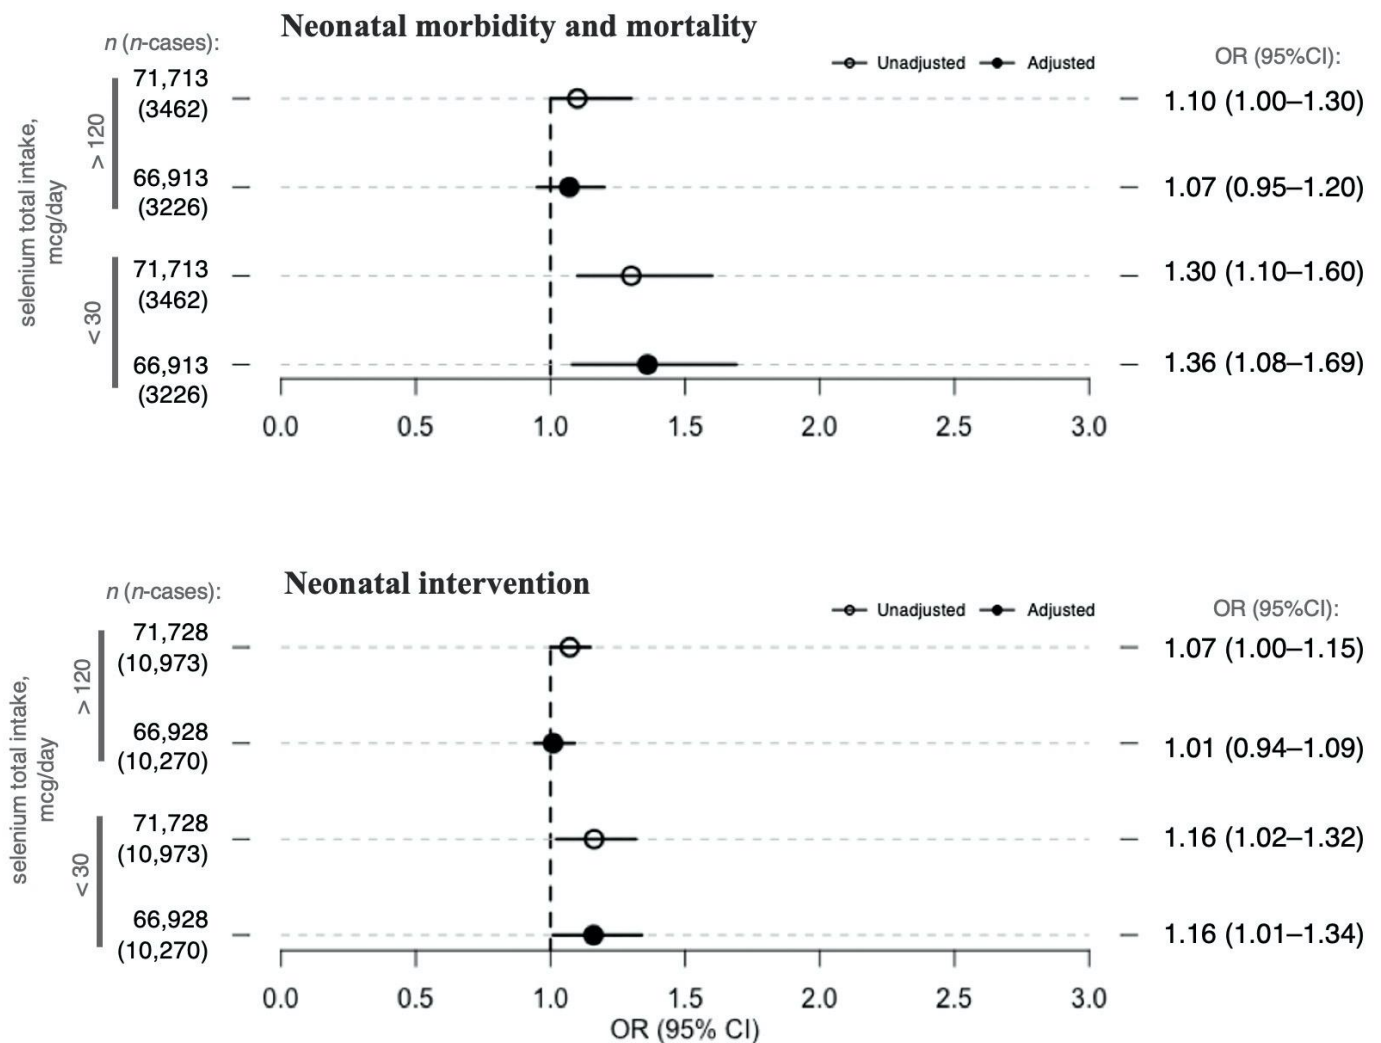 Neonatal morbidity and mortality
n (n-cases):
Unadjusted Adjusted
OR (95%CI):
selenium total intake,
mcg/day
> 120
71,713
(3462)
1.10 (1.00–1.30)
66,913
(3226)
1.07 (0.95–1.20)
< 30
71,713
(3462)
1.30 (1.10–1.60)
66,913
(3226)
1.36 (1.08–1.69)
0.0 0.5 1.0 1.5 2.0 2.5 3.0
Neonatal intervention
n (n-cases):
Unadjusted Adjusted
OR (95%CI):
selenium total intake,
mcg/day
> 120
71,728
(10,973)
1.07 (1.00–1.15)
66,928
(10,270)
1.01 (0.94–1.09)
< 30
71,728
(10,973)
1.16 (1.02–1.32)
66,928
(10,270)
1.16 (1.01–1.34)
0.0 0.5 1.0 1.5 2.0 2.5 3.0
OR (95% CI)